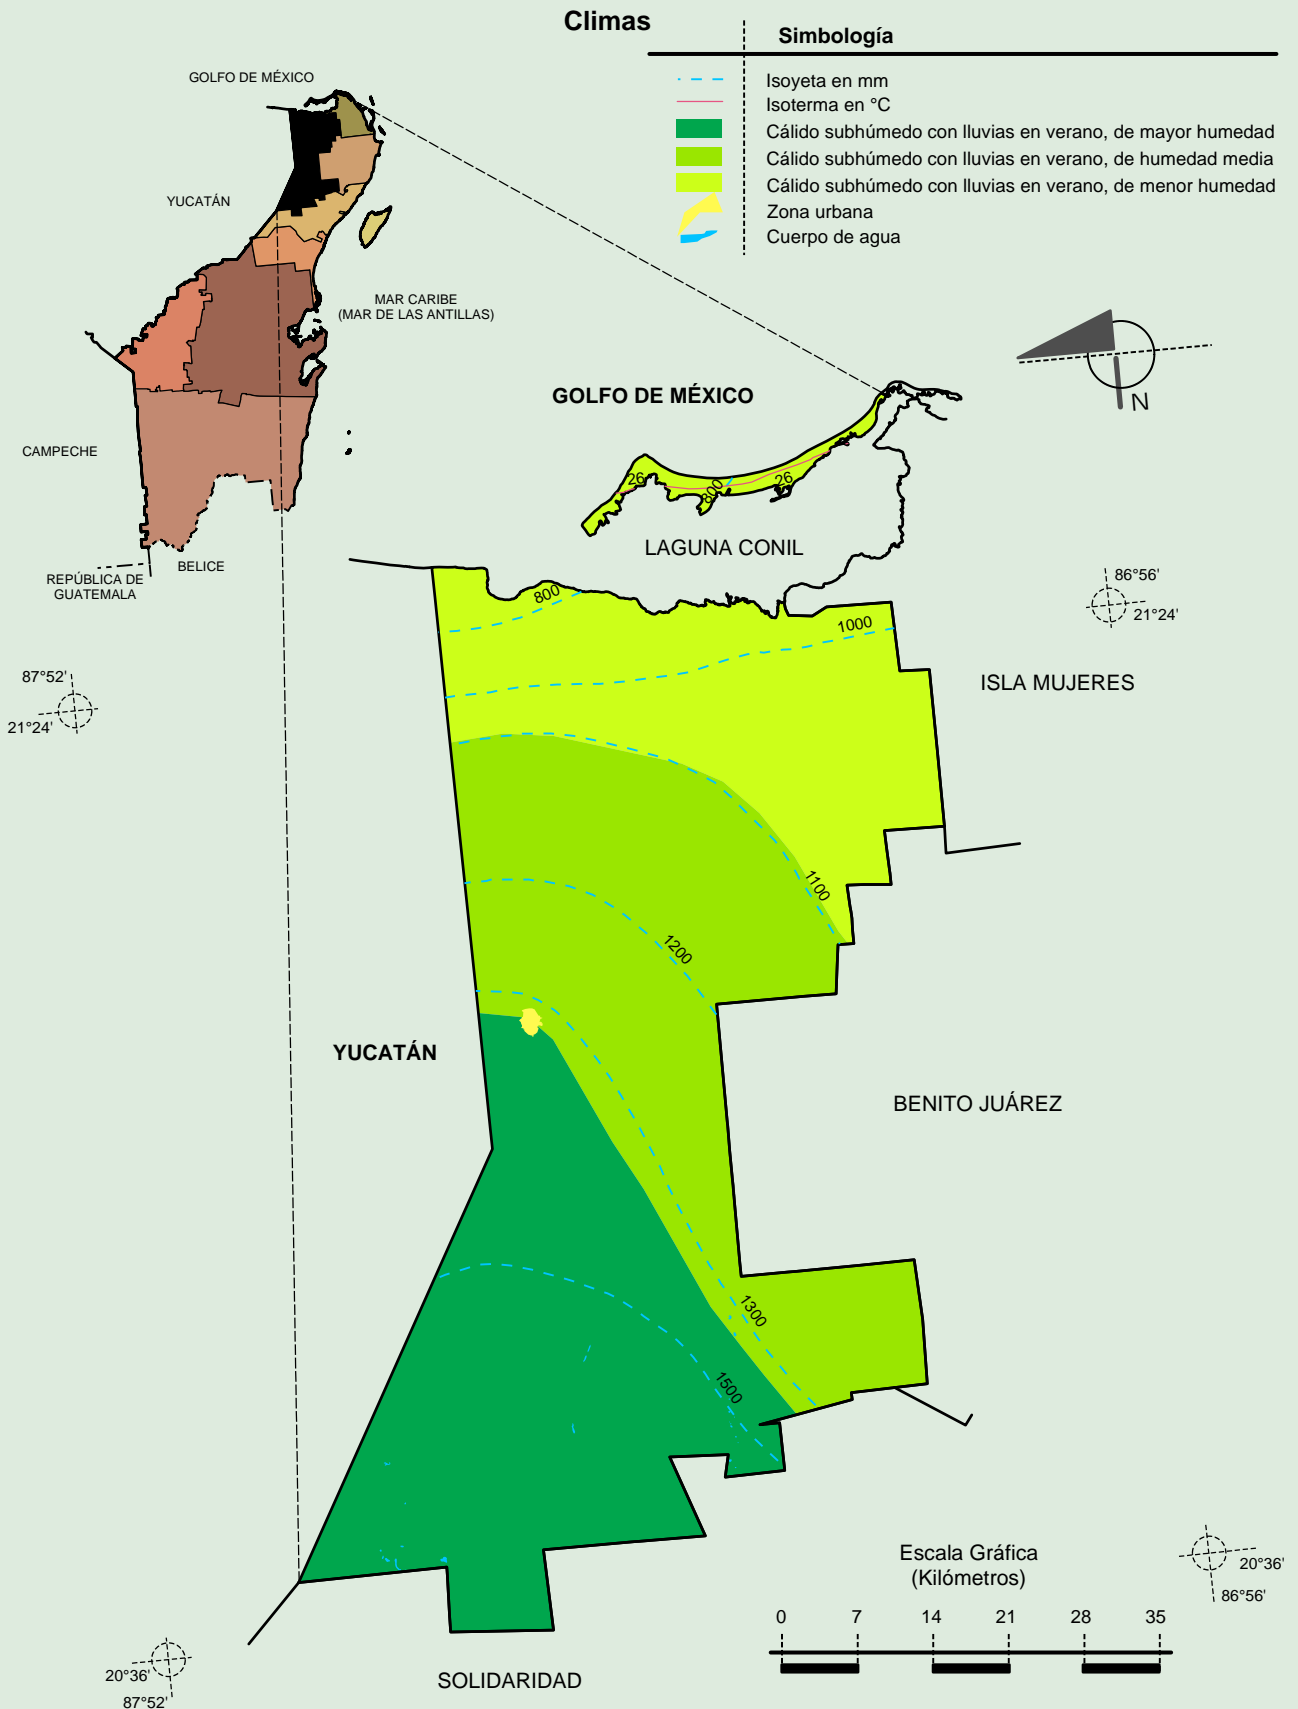 Climas
Simbología
Isoyeta en mm
Isoterma en °C
Cálido subhúmedo con lluvias en verano, de mayor humedad
Cálido subhúmedo con lluvias en verano, de humedad media
Cálido subhúmedo con lluvias en verano, de menor humedad
Zona urbana
Cuerpo de agua
GOLFO DE MÉXICO
YUCATÁN
MAR CARIBE
(MAR DE LAS ANTILLAS)
CAMPECHE
BELICE
REPÚBLICA DE
GUATEMALA
N
GOLFO DE MÉXICO
26
800
26
LAGUNA CONIL
86°56'
21°24'
800
1000
87°52'
21°24'
ISLA MUJERES
1100
1200
YUCATÁN
BENITO JUÁREZ
1300
1500
Escala Gráfica
(Kilómetros)
0 7 14 21 28 35
20°36'
86°56'
20°36'
87°52'
SOLIDARIDAD